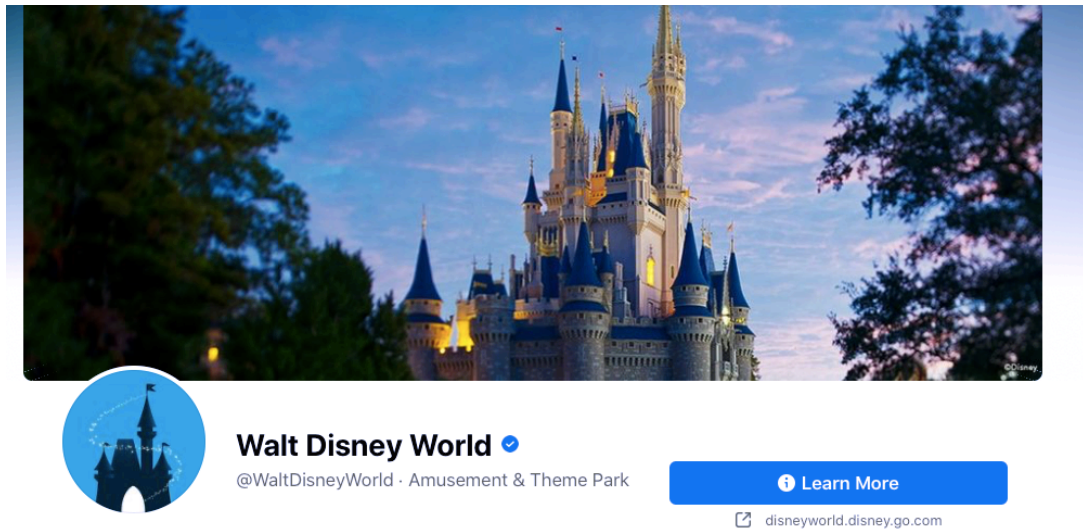 ©Disney
Walt Disney World
@WaltDisneyWorld · Amusement & Theme Park
Learn More
disneyworld.disney.go.com